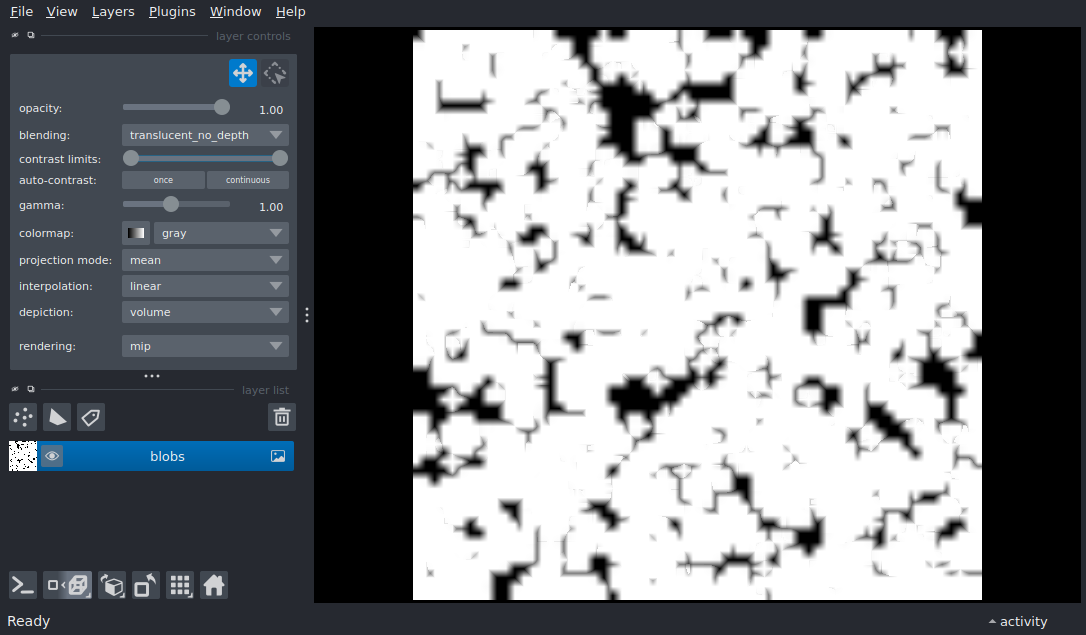 File View Layers Plugins Window Help
layer controls
opacity: 1.00
blending: translucent_no_depth
contrast limits:
auto-contrast: once continuous
gamma: 1.00
colormap: gray
projection mode: mean
interpolation: linear
depiction: volume
rendering: mip
layer list
blobs
Ready activity